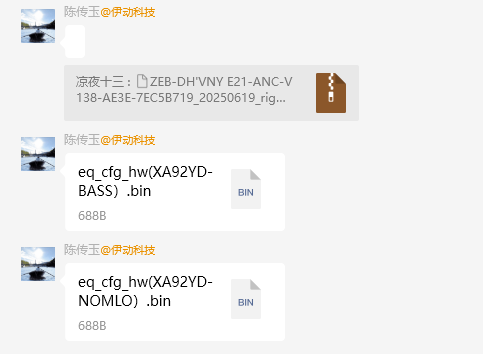 陈传玉@伊动科技
凉夜十三：ZEB-DH'VNY E21-ANC-V
138-AE3E-7EC5B719_20250619_rig...
陈传玉@伊动科技
eq_cfg_hw(XA92YD-
BASS）.bin
BIN
688B
陈传玉@伊动科技
eq_cfg_hw(XA92YD-
NOMLO）.bin
BIN
688B